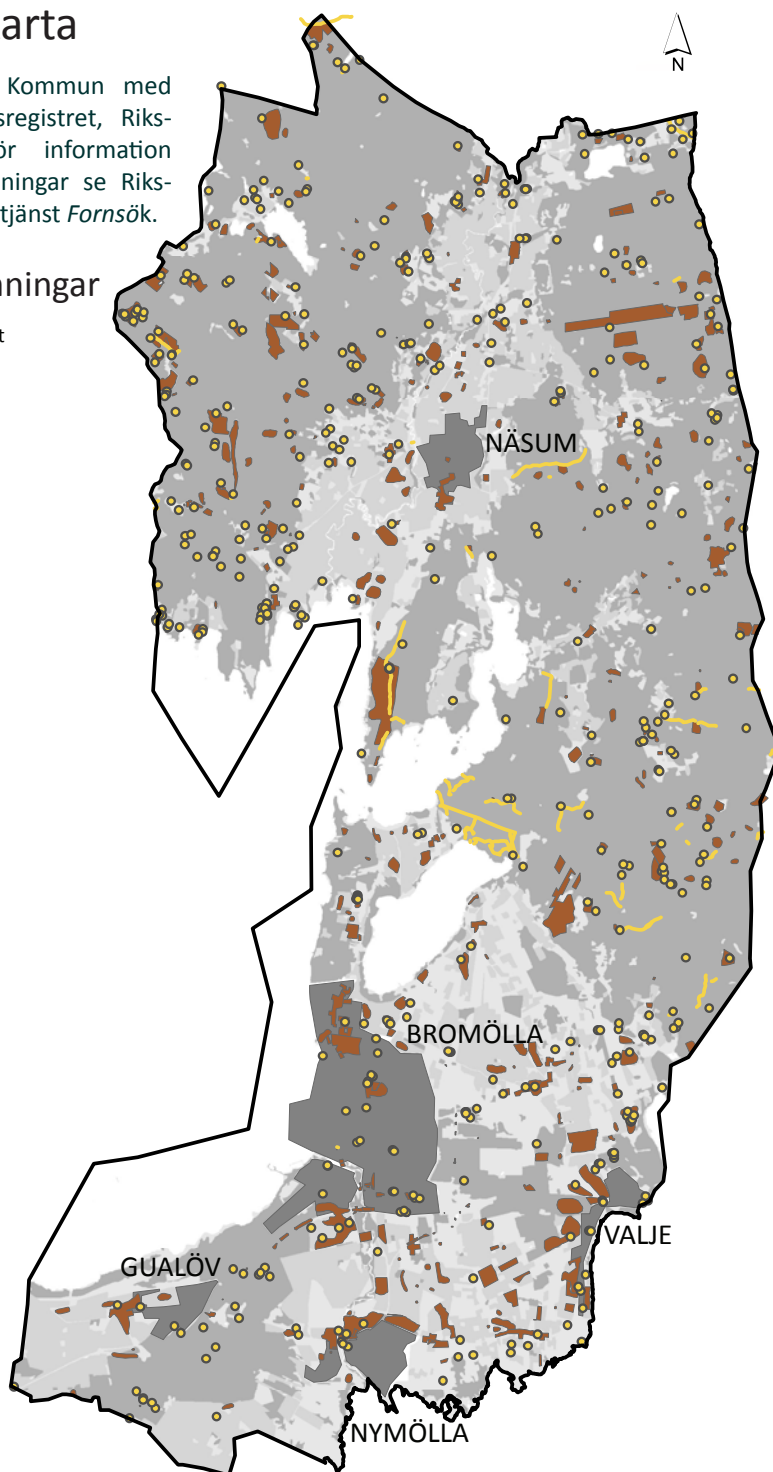 arta
Kommun med
sregistret, Riks-
ör information
ningar se Riks-
tjänst Fornsök.
nningar
t
N
NÄSUM
BROMÖLLA
VALJE
GUALÖV
NYMÖLLA